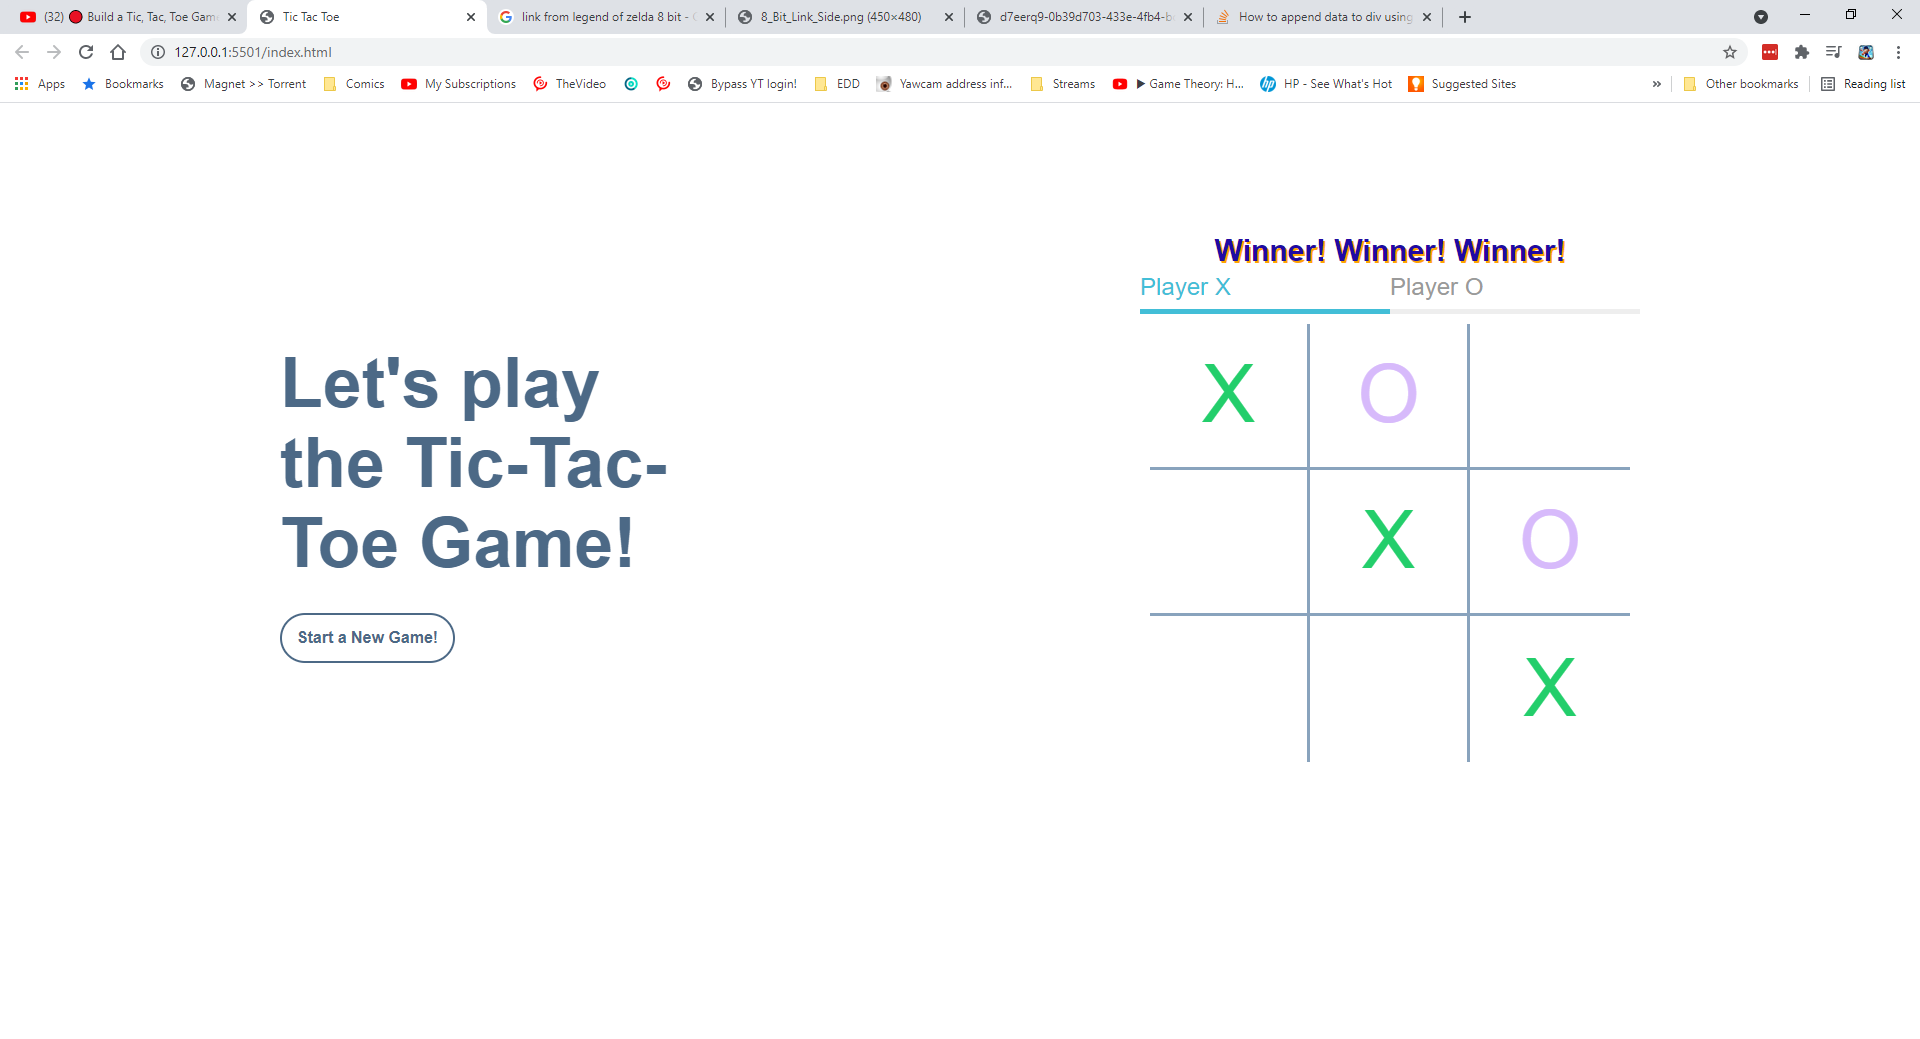 (32) 🔴 Build a Tic, Tac, Toe Gam
Tic Tac Toe
link from legend of zelda 8 bit -
8_Bit_Link_Side.png (450×480)
d7eerq9-0b39d703-433e-4fb4-b
How to append data to div using
127.0.0.1:5501/index.html
Apps
Bookmarks
Magnet >> Torrent
Comics
My Subscriptions
TheVideo
Bypass YT login!
EDD
Yawcam address inf...
Streams
▶ Game Theory: H...
HP - See What's Hot
Suggested Sites
»
Other bookmarks
Reading list
Let's play
the Tic-Tac-
Toe Game!
Start a New Game!
Winner! Winner! Winner!
Player X Player O
X O
X O
X